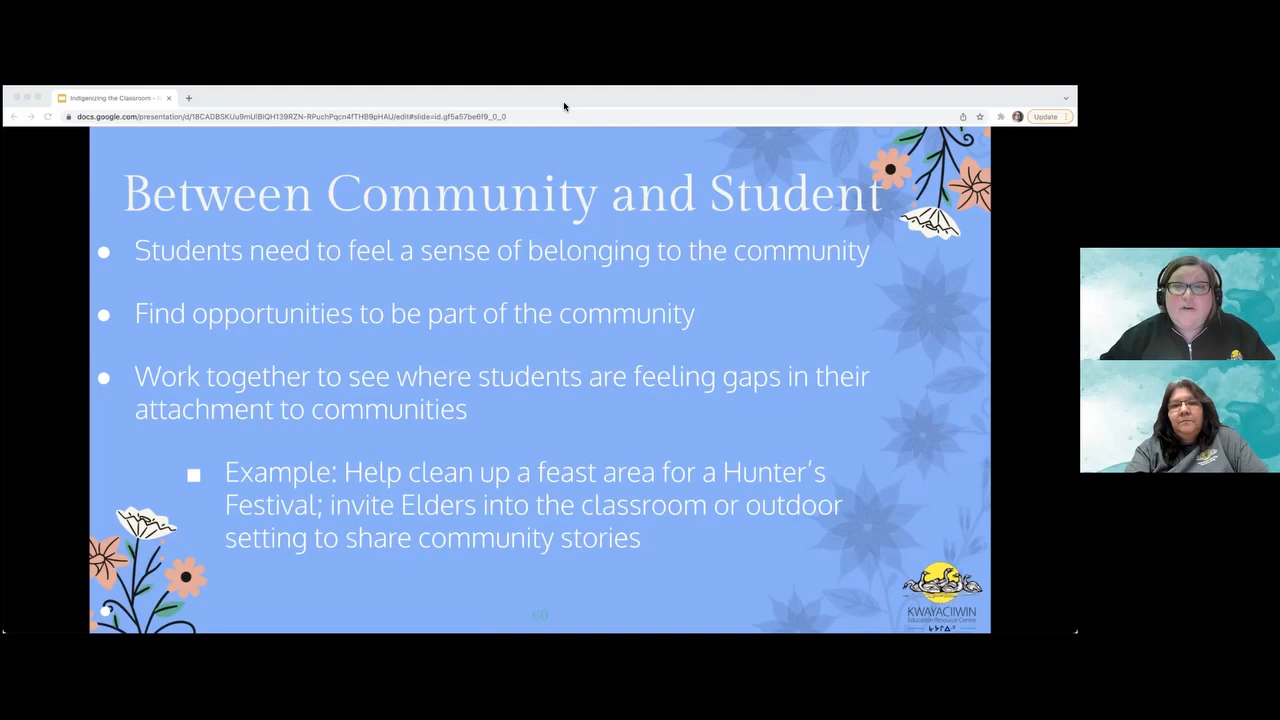 Indigenizing the Classroom -
docs.google.com/presentation/d/18CADBSKUu9mUlBIQH139RZN-RPuchPqcn4fTHB9pHAU/edit#slide=id.gf5a57be6f9_0_0
Update
Between Community and Student
Students need to feel a sense of belonging to the community
Find opportunities to be part of the community
Work together to see where students are feeling gaps in their
attachment to communities
Example: Help clean up a feast area for a Hunter's
Festival; invite Elders into the classroom or outdoor
setting to share community stories
60
KWAYACIIWIN
Education Resource Centre